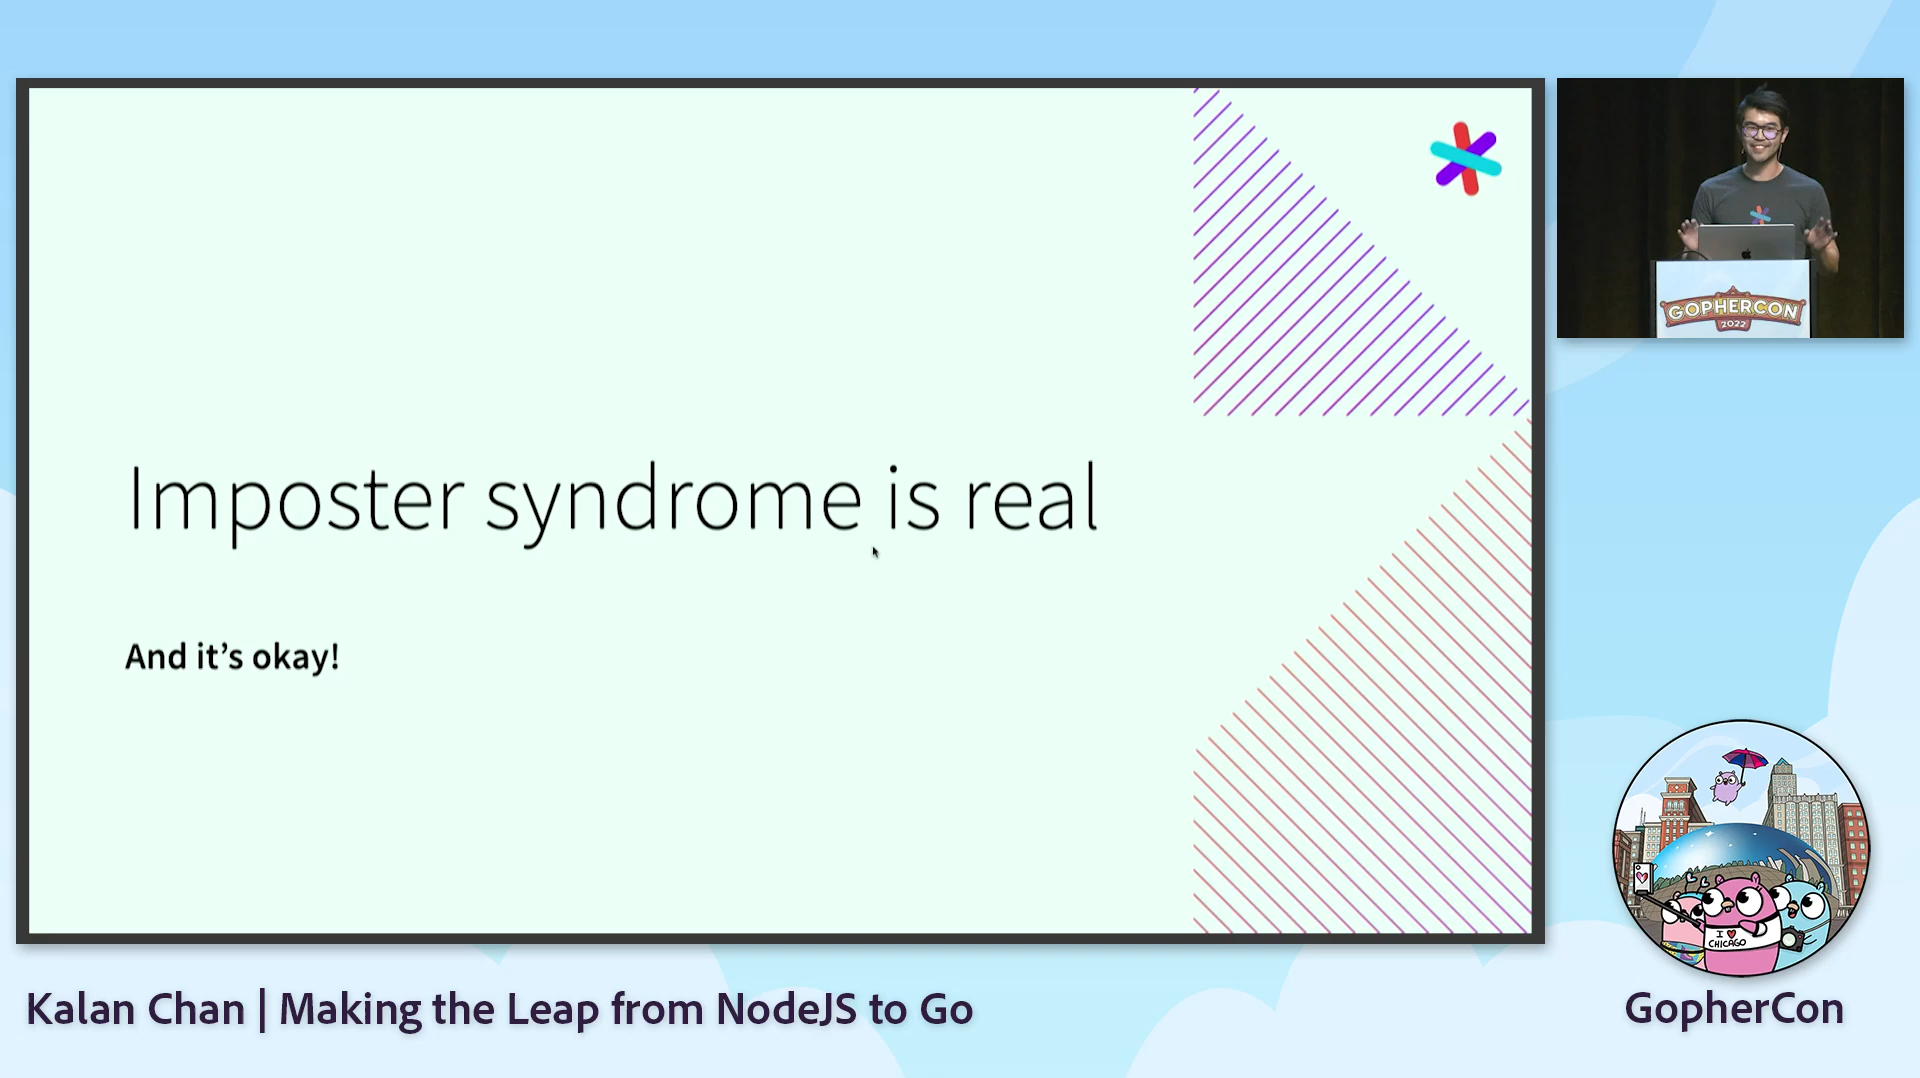 Imposter syndrome is real
And it's okay!
GOPHERCON
2022
I ♥
CHICAGO
Kalan Chan | Making the Leap from NodeJS to Go
GopherCon